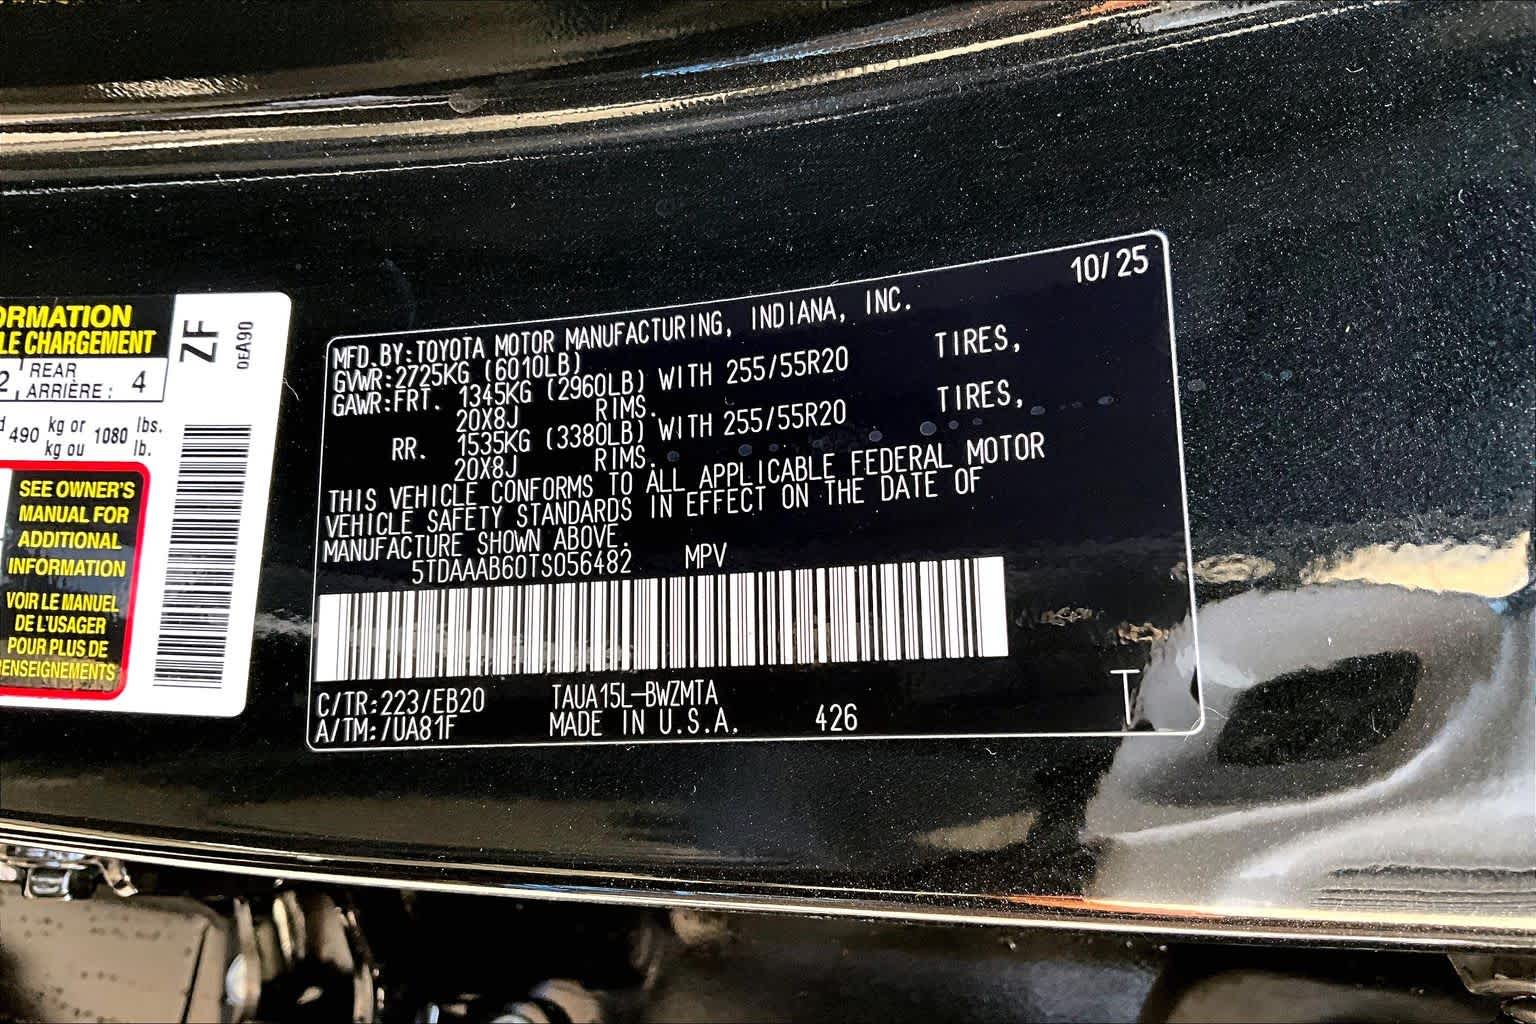 ORMATION
LE CHARGEMENT
2 REAR ARRIÈRE : 4
490 kg or 1080 lbs.
kg ou lb.
SEE OWNER'S
MANUAL FOR
ADDITIONAL
INFORMATION
VOIR LE MANUEL
DE L'USAGER
POUR PLUS DE
RENSEIGNEMENTS
ZF
0EA90
10/25
MFD.BY:TOYOTA MOTOR MANUFACTURING, INDIANA, INC.
GVWR:2725KG (6010LB)
GAWR:FRT. 1345KG (2960LB) WITH 255/55R20 TIRES,
20X8J RIMS.
RR. 1535KG (3380LB) WITH 255/55R20 TIRES,
20X8J RIMS.
THIS VEHICLE CONFORMS TO ALL APPLICABLE FEDERAL MOTOR
VEHICLE SAFETY STANDARDS IN EFFECT ON THE DATE OF
MANUFACTURE SHOWN ABOVE.
5TDAAAB60TS056482 MPV
C/TR:223/EB20 TAUA15L-BWZMTA
A/TM:/UA81F MADE IN U.S.A. 426
T